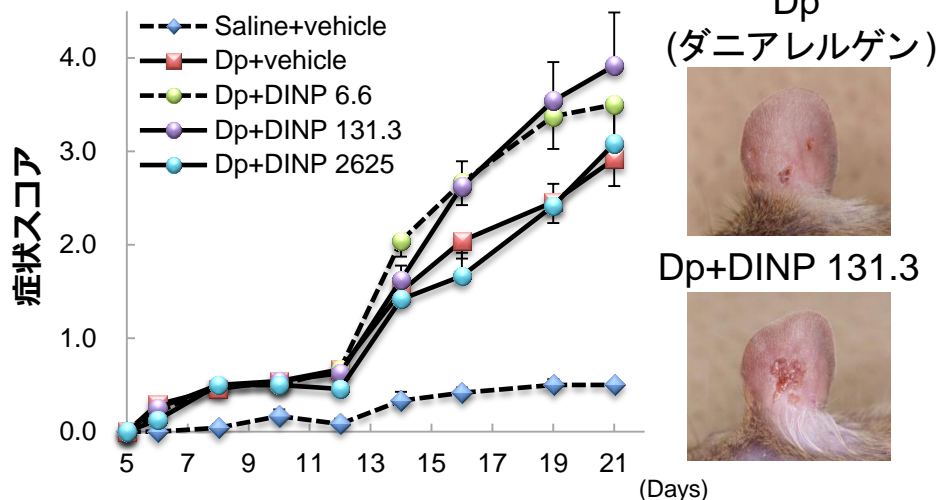 Dp
(ダニアレルゲン)
Saline+vehicle
Dp+vehicle
Dp+DINP 6.6
Dp+DINP 131.3
Dp+DINP 2625
症状スコア
4.0
3.0
2.0
1.0
0.0
5 7 9 11 13 15 17 19 21
(Days)
Dp+DINP 131.3